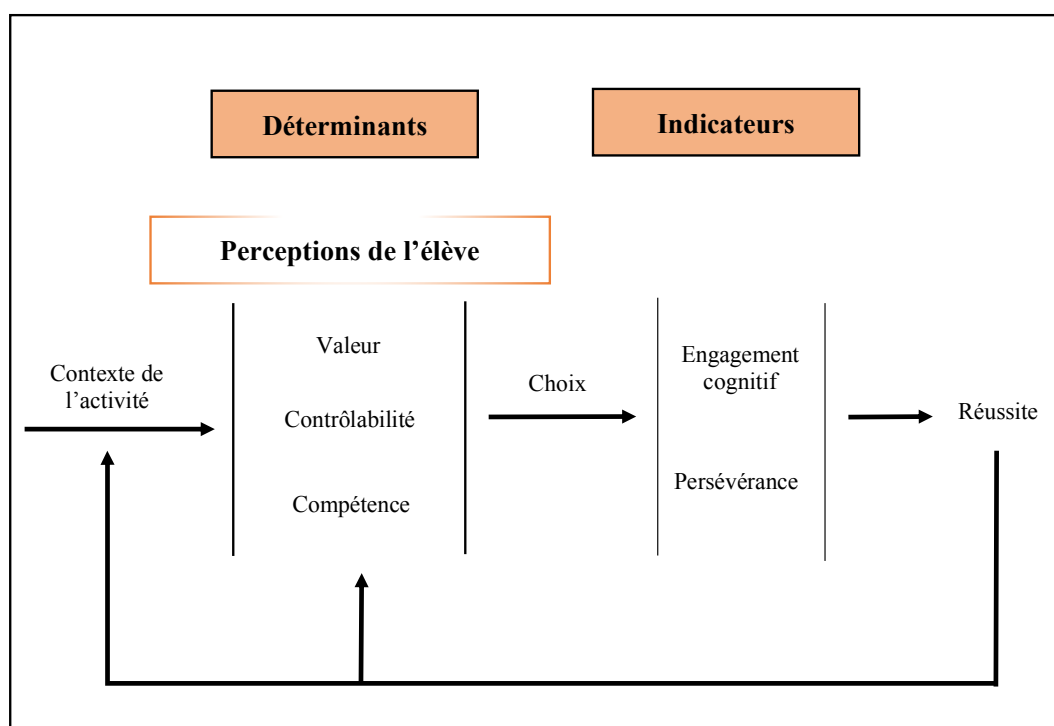 Déterminants
Indicateurs
Perceptions de l’élève
Contexte de
l’activité
Valeur
Contrôlabilité
Compétence
Choix
Engagement
cognitif
Persévérance
Réussite